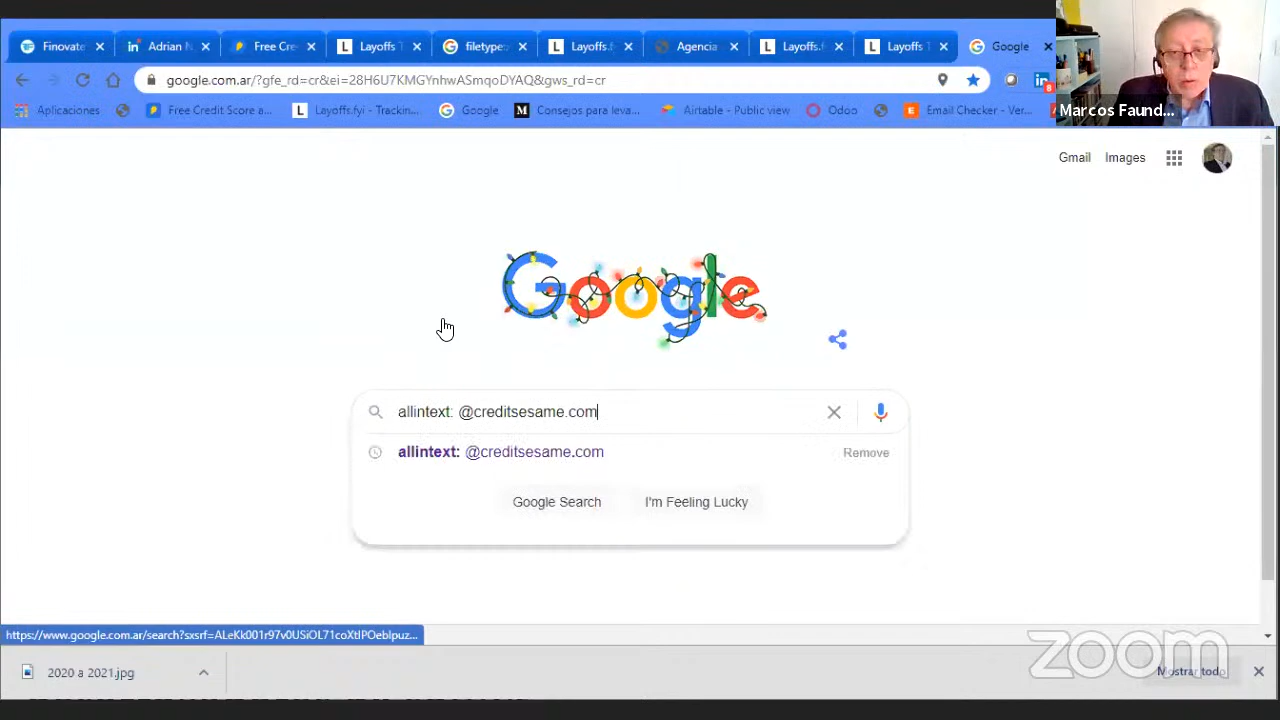 Finovate
Adrian N
Free Cre
Layoffs T
filetype:
Layoffs.f
Agencia
Layoffs.f
Layoffs T
Google
google.com.ar/?gfe_rd=cr&ei=28H6U7KMGYnhwASmqoDYAQ&gws_rd=cr
Aplicaciones
Free Credit Score a...
Layoffs.fyi - Trackin...
Google
Consejos para leva...
Airtable - Public view
Odoo
Email Checker - Ver...
Marcos Faund...
Gmail
Images
Google
allintext: @creditsesame.com
allintext: @creditsesame.com
Remove
Google Search
I'm Feeling Lucky
2020 a 2021.jpg
Mostrar todo
zoom